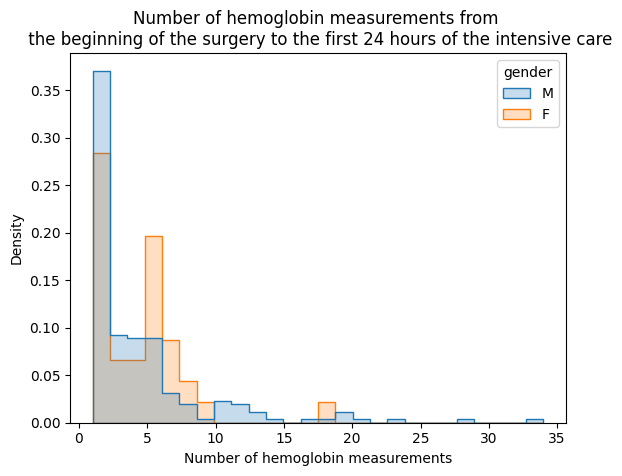 Number of hemoglobin measurements from
the beginning of the surgery to the first 24 hours of the intensive care
gender
M
F
0.35
0.30
0.25
0.20
0.15
0.10
0.05
0.00
Density
0 5 10 15 20 25 30 35
Number of hemoglobin measurements